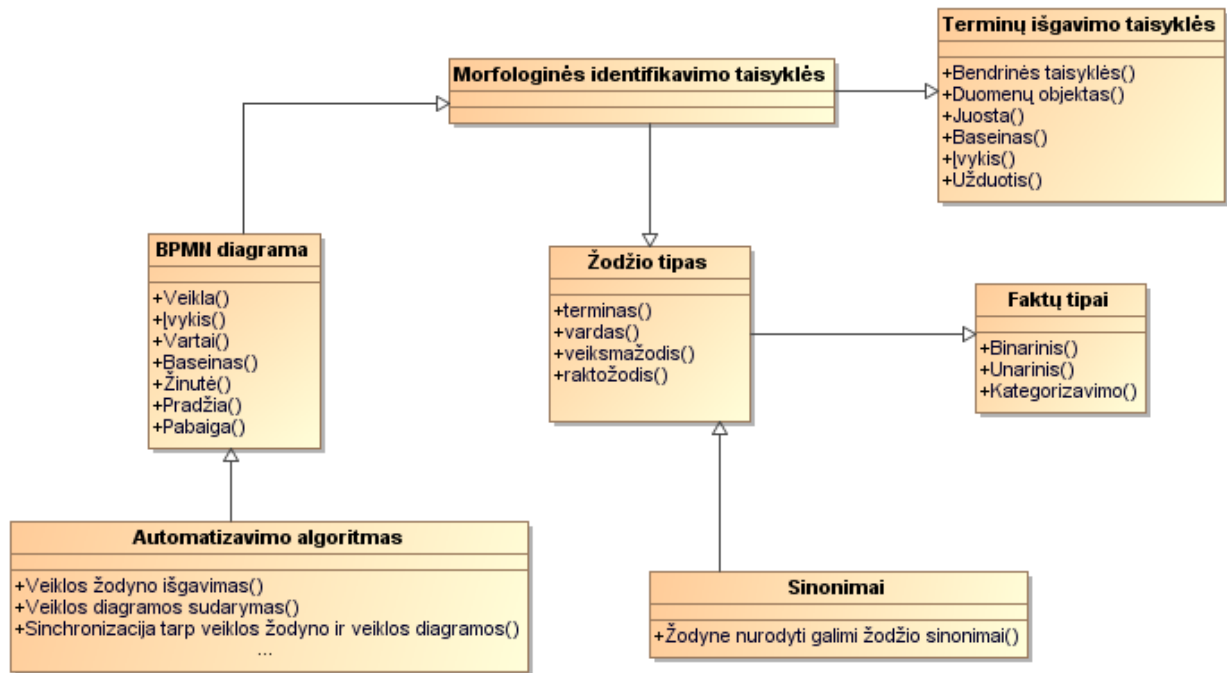 Terminų išgavimo taisyklės
+Bendrinės taisyklės()
+Duomenų objektas()
+Juosta()
+Baseinas()
+Įvykis()
+Užduotis()
Morfologinės identifikavimo taisyklės
BPMN diagrama
+Veikla()
+Įvykis()
+Vartai()
+Baseinas()
+Žinutė()
+Pradžia()
+Pabaiga()
Žodžio tipas
+terminas()
+vardas()
+veiksmažodis()
+raktožodis()
Faktų tipai
+Binarinis()
+Unarinis()
+Kategorizavimo()
Automatizavimo algoritmas
+Veiklos žodyno išgavimas()
+Veiklos diagramos sudarymas()
+Sinchronizacija tarp veiklos žodyno ir veiklos diagramos()
...
Sinonimai
+Žodyne nurodyti galimi žodžio sinonimai()